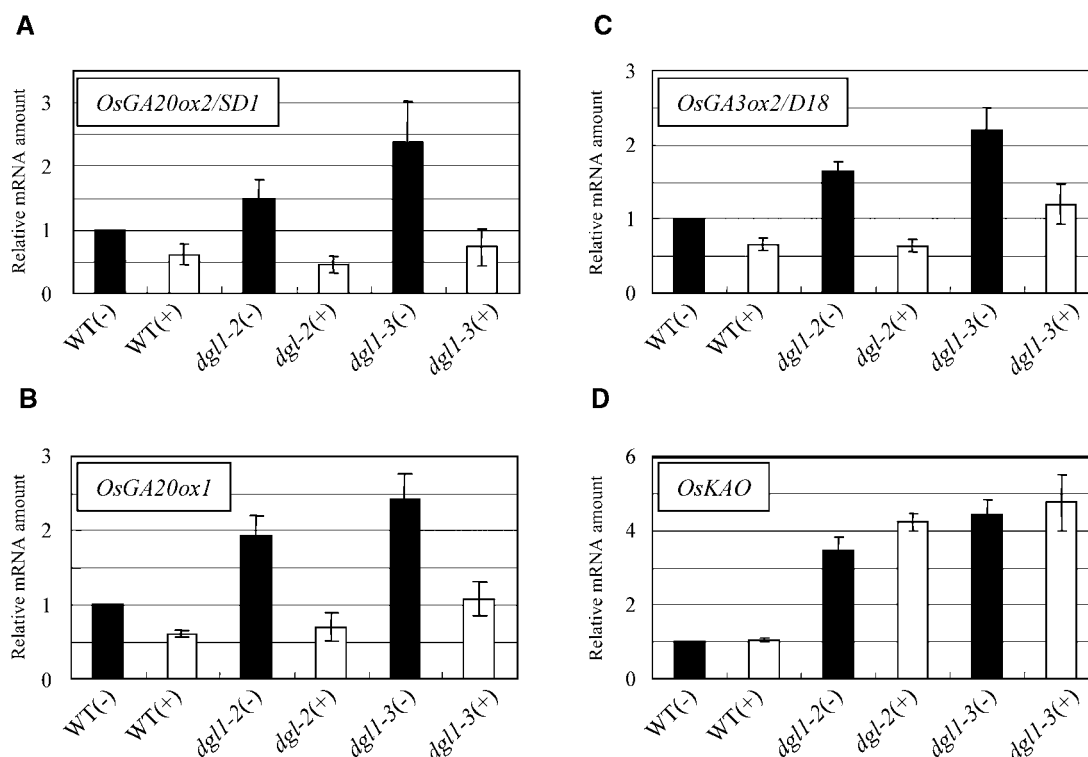 A
OsGA20ox2/SD1
Relative mRNA amount
3
2
1
0
WT(-)
WT(+)
dgl1-2(-)
dgl-2(+)
dgl1-3(-)
dgl1-3(+)
C
OsGA3ox2/D18
Relative mRNA amount
3
2
1
0
WT(-)
WT(+)
dgl1-2(-)
dgl-2(+)
dgl1-3(-)
dgl1-3(+)
B
OsGA20ox1
Relative mRNA amount
3
2
1
0
WT(-)
WT(+)
dgl1-2(-)
dgl-2(+)
dgl1-3(-)
dgl1-3(+)
D
OsKAO
Relative mRNA amount
6
4
2
0
WT(-)
WT(+)
dgl1-2(-)
dgl-2(+)
dgl1-3(-)
dgl1-3(+)